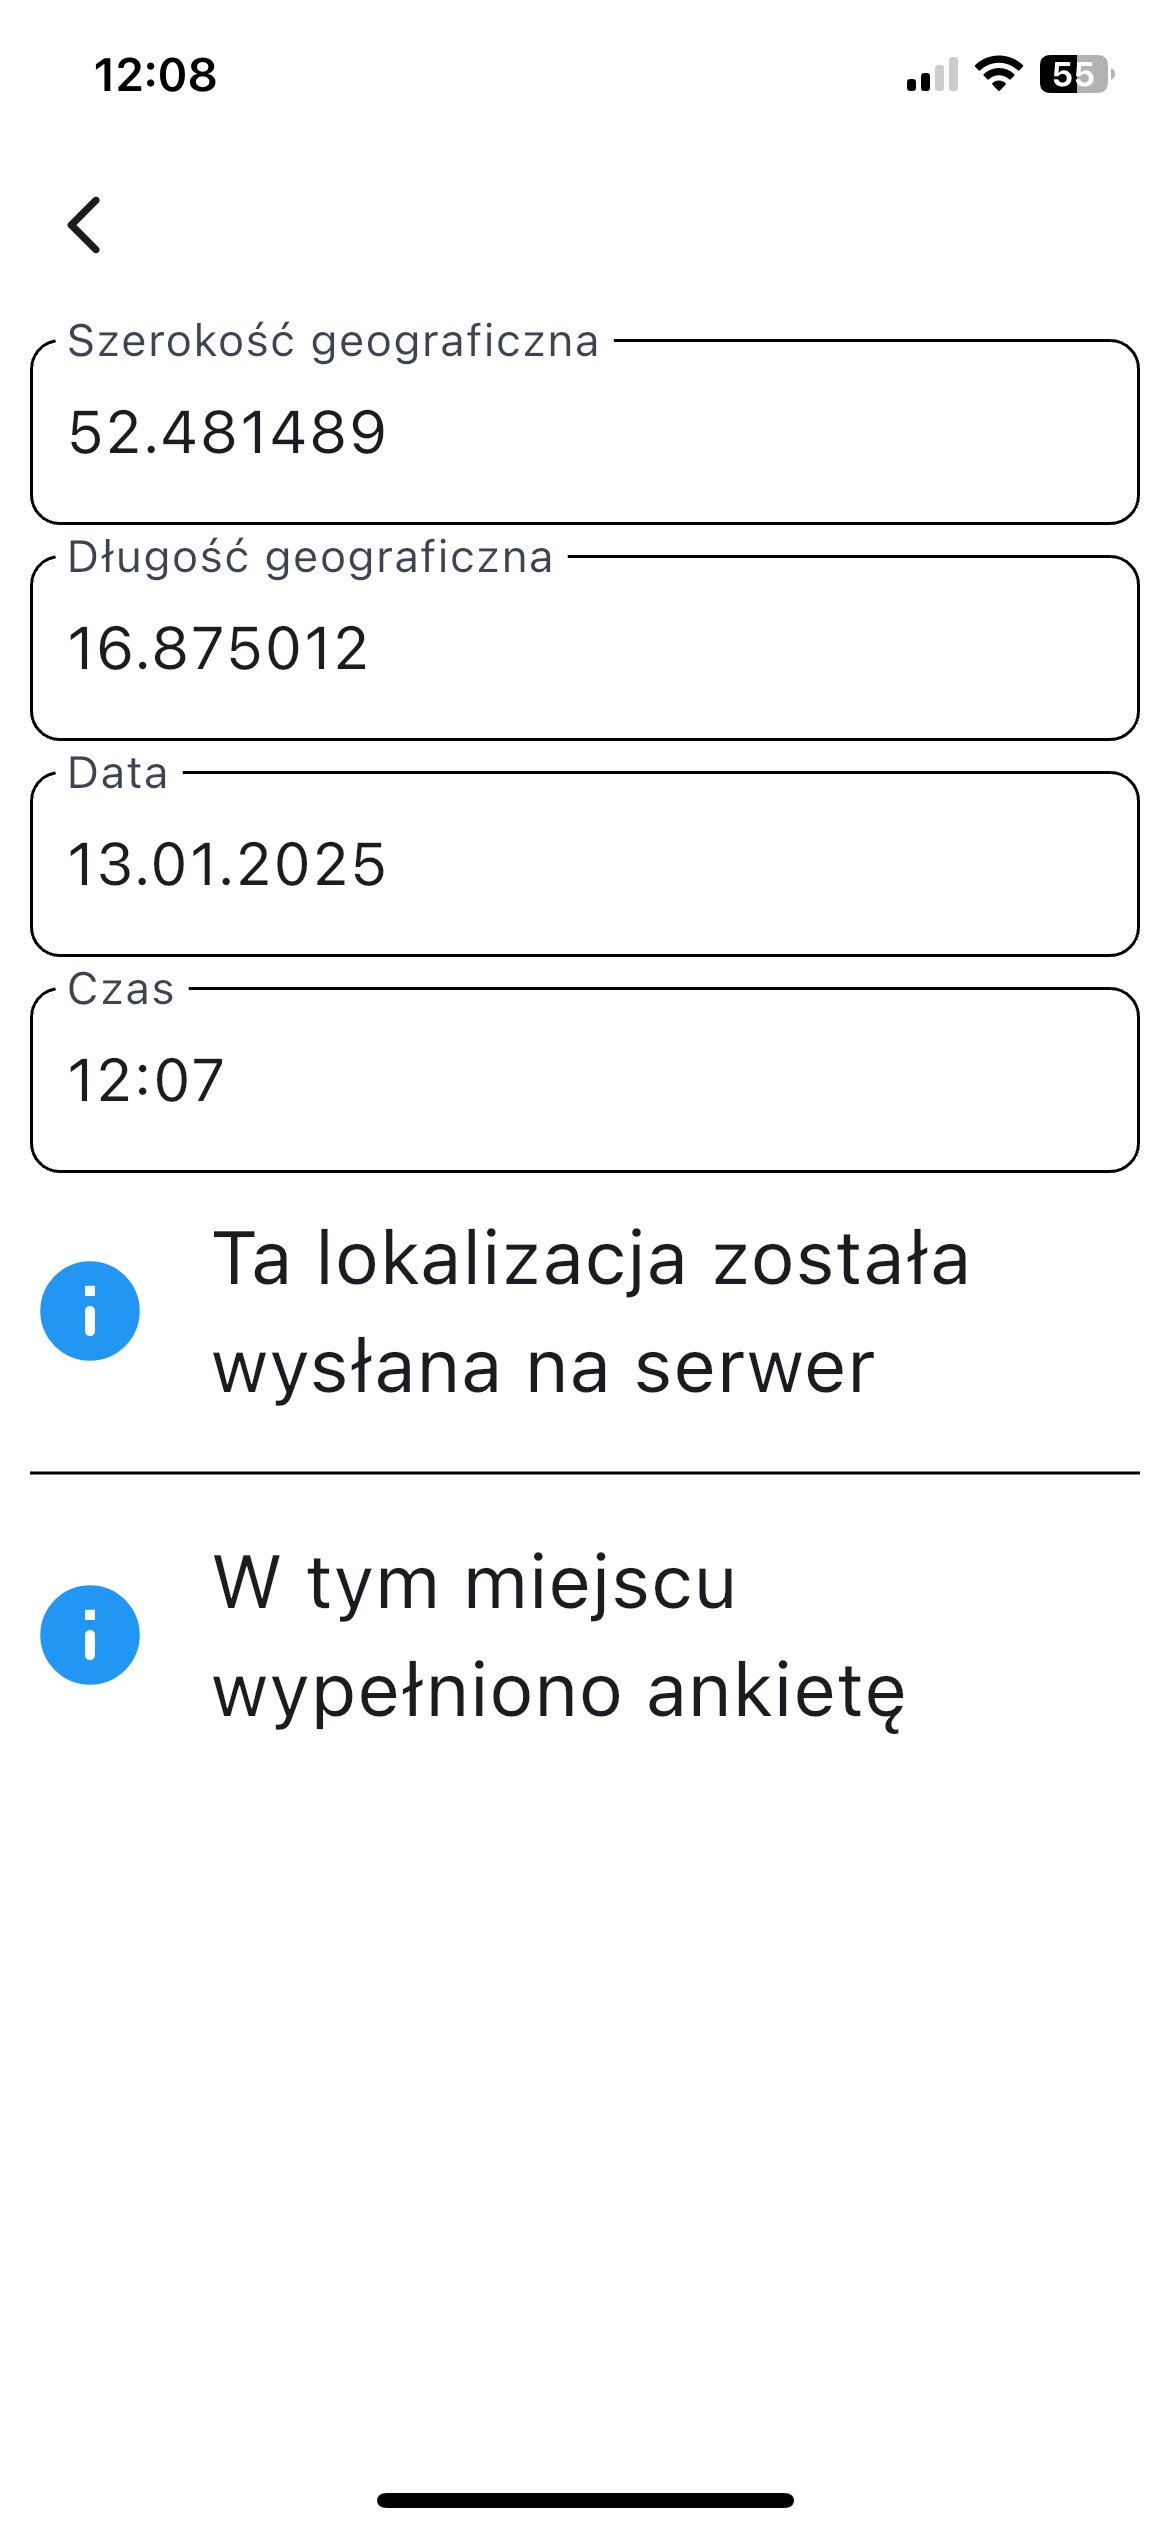 12:08
55
Szerokość geograficzna
52.481489
Długość geograficzna
16.875012
Data
13.01.2025
Czas
12:07
Ta lokalizacja została
wysłana na serwer
W tym miejscu
wypełniono ankietę